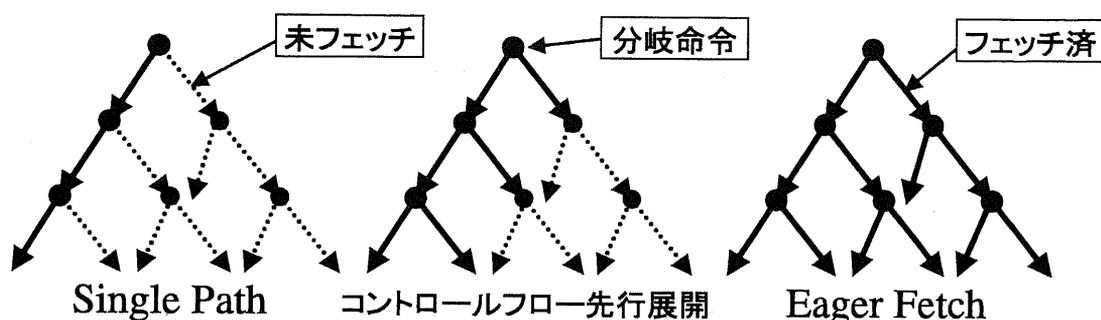 未フェッチ
分岐命令
フェッチ済
Single Path
コントロールフロー先行展開
Eager Fetch